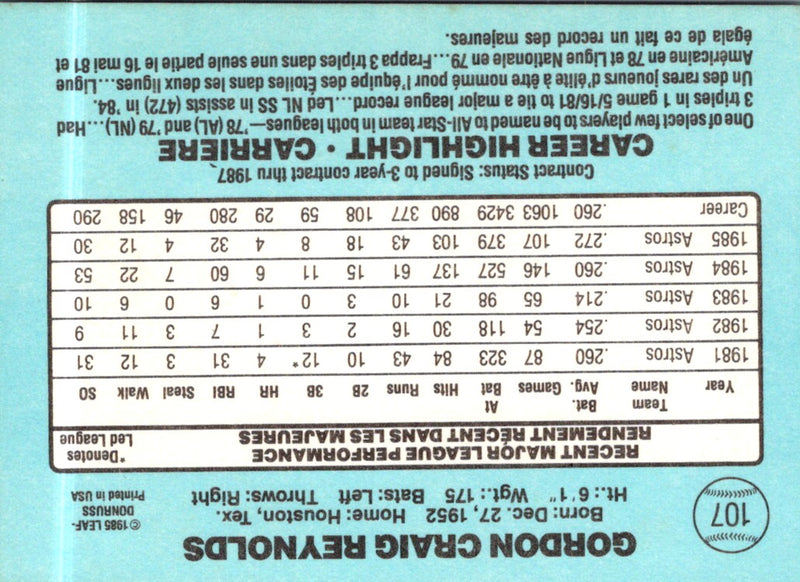 107
GORDON CRAIG REYNOLDS
Born: Dec. 27, 1952 Home: Houston, Tex.
Ht.: 6'1" Wgt.: 175 Bats: Left Throws: Right
© 1985 LEAF-
DONRUSS
Printed in USA
RECENT MAJOR LEAGUE PERFORMANCE
RENDEMENT RÉCENT DANS LES MAJEURES
*Denotes
Led League
Year Team Name Bat. Avg. Games At Bat Hits Runs 2B 3B HR RBI Steal Walk SO
1981 Astros .260 87 323 84 43 10 12* 4 31 3 12 31
1982 Astros .254 54 118 30 16 2 3 1 7 3 11 9
1983 Astros .214 65 98 21 10 3 0 1 6 0 6 10
1984 Astros .260 146 527 137 61 15 11 6 60 7 22 53
1985 Astros .272 107 379 103 43 18 8 4 32 4 12 30
Career .260 1063 3429 890 377 108 59 29 280 46 158 290
Contract Status: Signed to 3-year contract thru 1987
CAREER HIGHLIGHT · CARRIERE
One of select few players to be named to All-Star team in both leagues—'78 (AL) and '79 (NL)...Had
3 triples in 1 game 5/16/81 to tie a major league record...Led NL SS in assists (472) in '84.
Un des rares joueurs d'élite à être nommé pour l'équipe des Étoiles dans les deux ligues...Ligue
Américaine en 78 et Ligue Nationale en 79...Frappa 3 triples dans une seule partie le 16 mai 81 et
égala de ce fait un record des majeures.